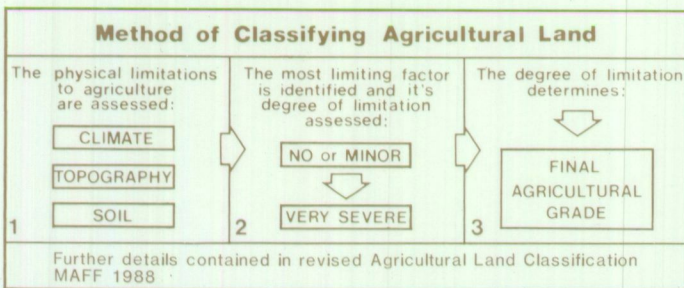 Method of Classifying Agricultural Land
The physical limitations
to agriculture
are assessed:
CLIMATE
TOPOGRAPHY
SOIL
1
The most limiting factor
is identified and it's
degree of limitation
assessed:
NO or MINOR
VERY SEVERE
2
The degree of limitation
determines:
FINAL
AGRICULTURAL
GRADE
3
Further details contained in revised Agricultural Land Classification
MAFF 1988